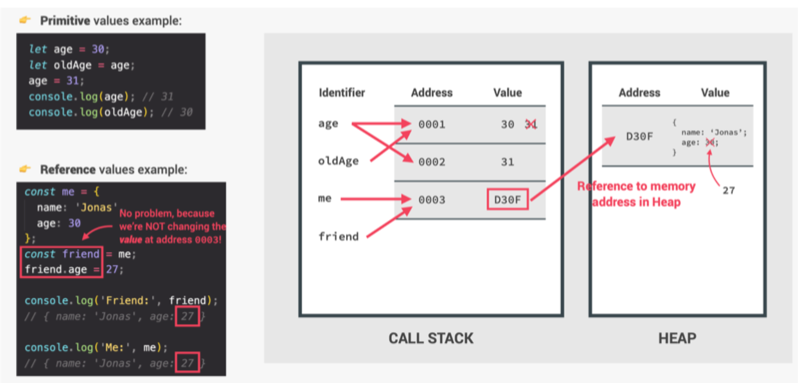 👉 Primitive values example:
let age = 30;
let oldAge = age;
age = 31;
console.log(age); // 31
console.log(oldAge); // 30
👉 Reference values example:
const me = {
name: 'Jonas'
age: 30
};
const friend = me;
friend.age = 27;
No problem, because
we're NOT changing the
value at address 0003!
console.log('Friend:', friend);
// { name: 'Jonas', age: 27 }
console.log('Me:', me);
// { name: 'Jonas', age: 27 }
Identifier Address Value
age 0001 30 31
oldAge 0002 31
me 0003 D30F
friend
CALL STACK
Address Value
D30F
{
name: 'Jonas';
age: ;
}
27
Reference to memory
address in Heap
HEAP